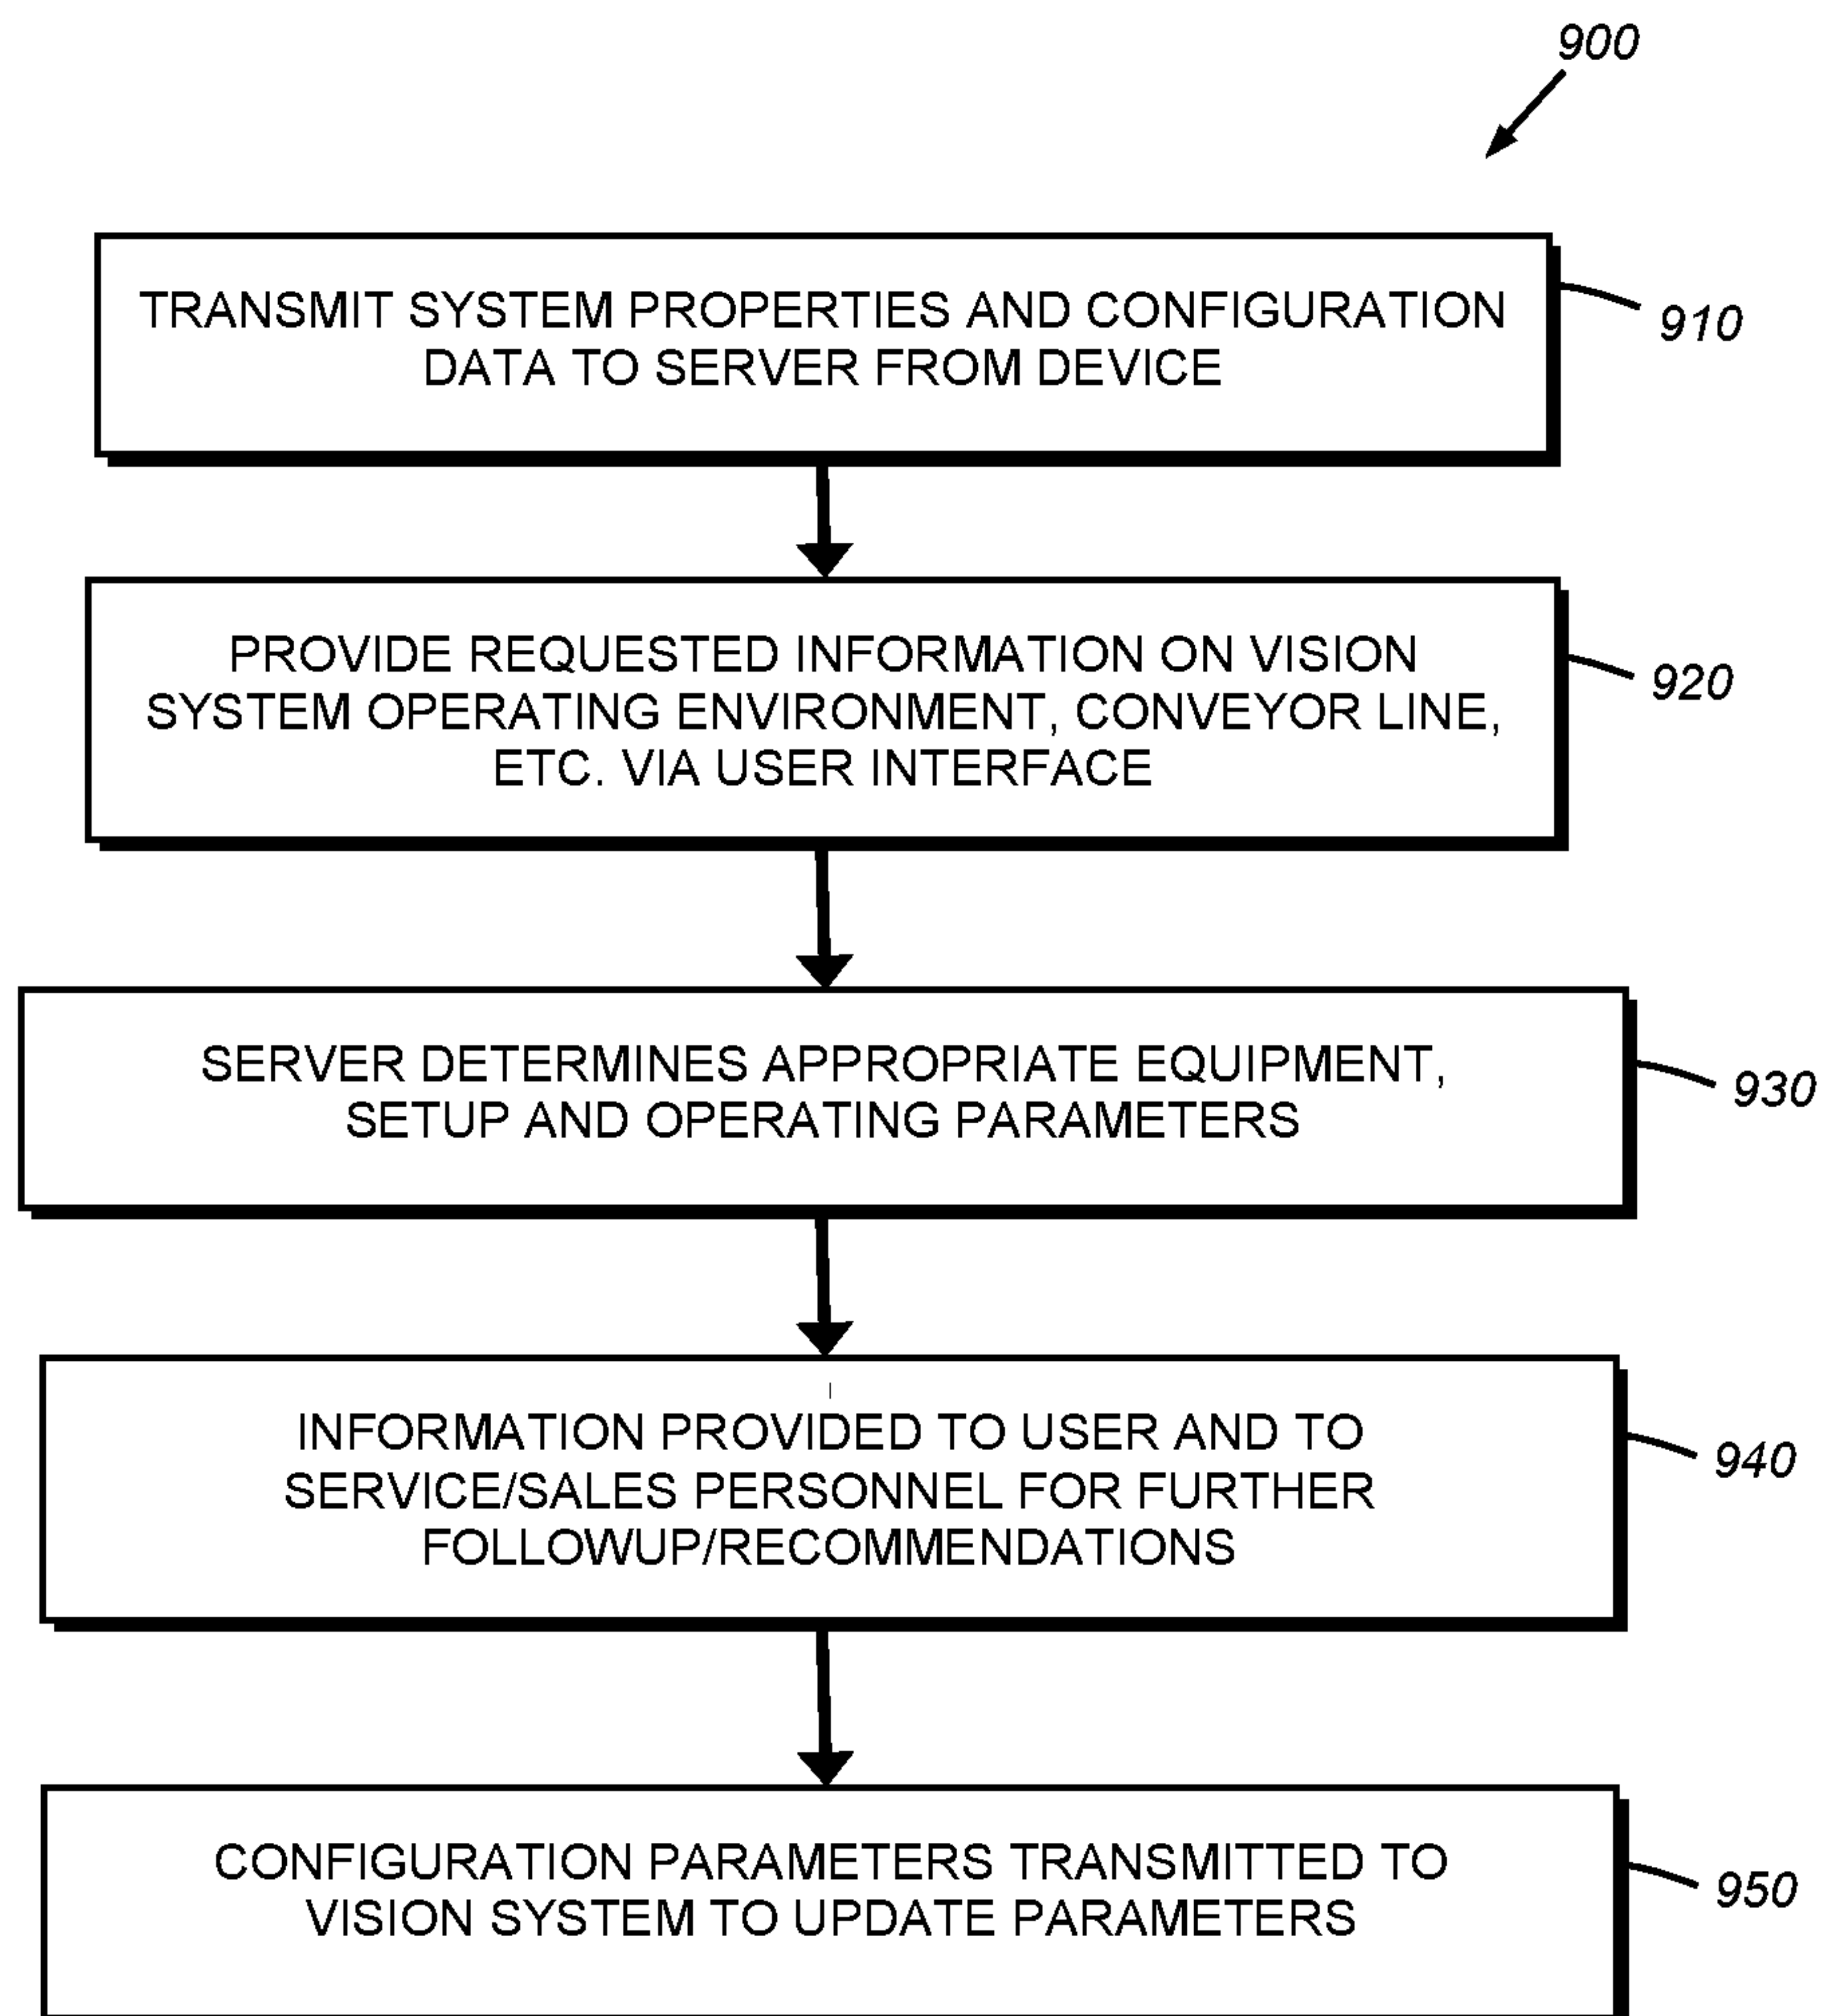 900
TRANSMIT SYSTEM PROPERTIES AND CONFIGURATION
DATA TO SERVER FROM DEVICE
910
PROVIDE REQUESTED INFORMATION ON VISION
SYSTEM OPERATING ENVIRONMENT, CONVEYOR LINE,
ETC. VIA USER INTERFACE
920
SERVER DETERMINES APPROPRIATE EQUIPMENT,
SETUP AND OPERATING PARAMETERS
930
INFORMATION PROVIDED TO USER AND TO
SERVICE/SALES PERSONNEL FOR FURTHER
FOLLOWUP/RECOMMENDATIONS
940
CONFIGURATION PARAMETERS TRANSMITTED TO
VISION SYSTEM TO UPDATE PARAMETERS
950